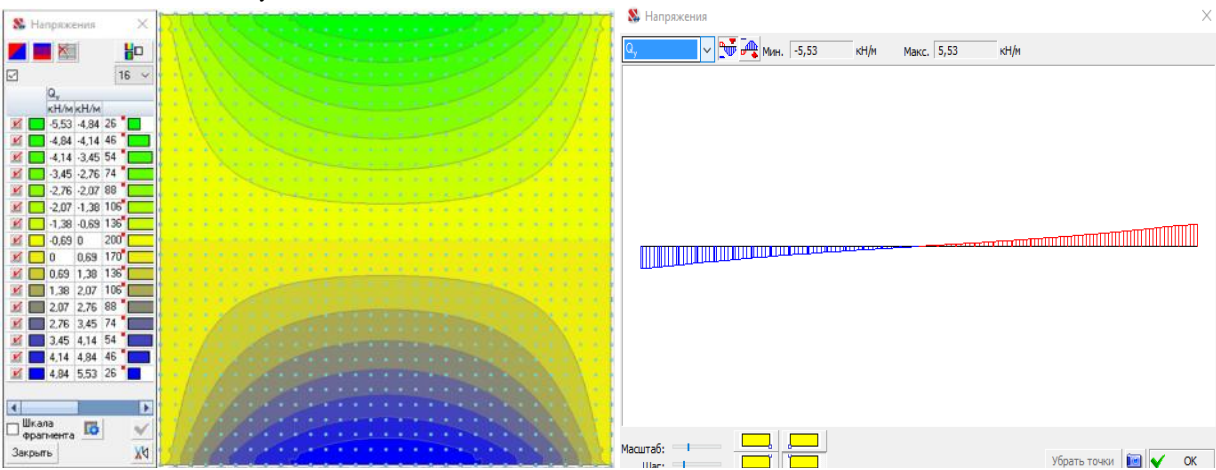 Напряжения
16
Qy
кН/м кН/м
-5,53 -4,84 26
-4,84 -4,14 46
-4,14 -3,45 54
-3,45 -2,76 74
-2,76 -2,07 88
-2,07 -1,38 106
-1,38 -0,69 136
-0,69 0 200
0 0,69 170
0,69 1,38 136
1,38 2,07 106
2,07 2,76 88
2,76 3,45 74
3,45 4,14 54
4,14 4,84 46
4,84 5,53 26
Шкала
фрагмента
Закрыть
Напряжения
Qy Мин. -5,53 кН/м Макс. 5,53 кН/м
Масштаб:
Шаг:
Убрать точки OK